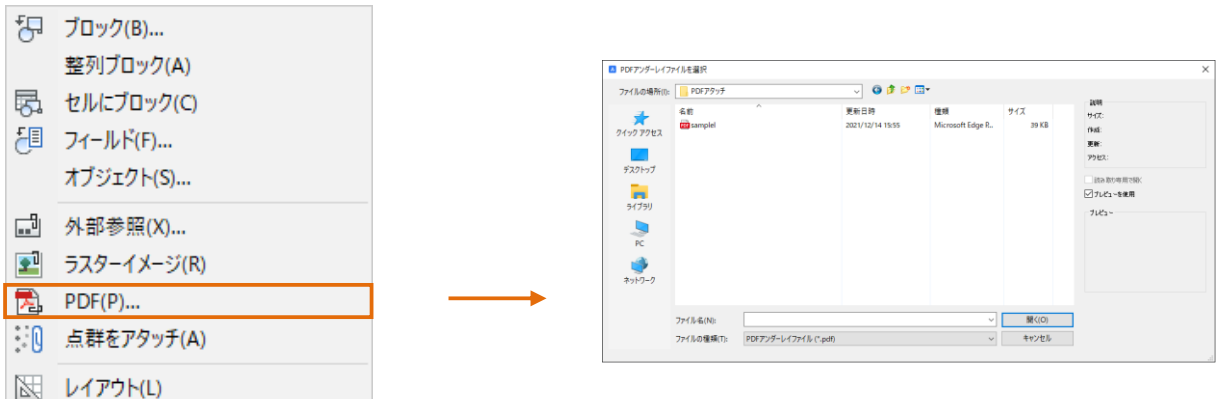 ブロック(B)...
整列ブロック(A)
セルにブロック(C)
フィールド(F)...
オブジェクト(S)...
外部参照(X)...
ラスターイメージ(R)
PDF(P)...
点群をアタッチ(A)
レイアウト(L)
PDFアンダーレイファイルを選択
ファイルの場所(I): PDFアタッチ
クイック アクセス
デスクトップ
ライブラリ
PC
ネットワーク
名前 更新日時 種類 サイズ
sample1 2021/12/14 15:55 Microsoft Edge R... 39 KB
ファイル名(N): 開く(O)
ファイルの種類(T): PDFアンダーレイファイル (*.pdf) キャンセル
説明
サイズ:
作成:
更新:
アクセス:
読み取り専用で開く
プレビューを使用
プレビュー